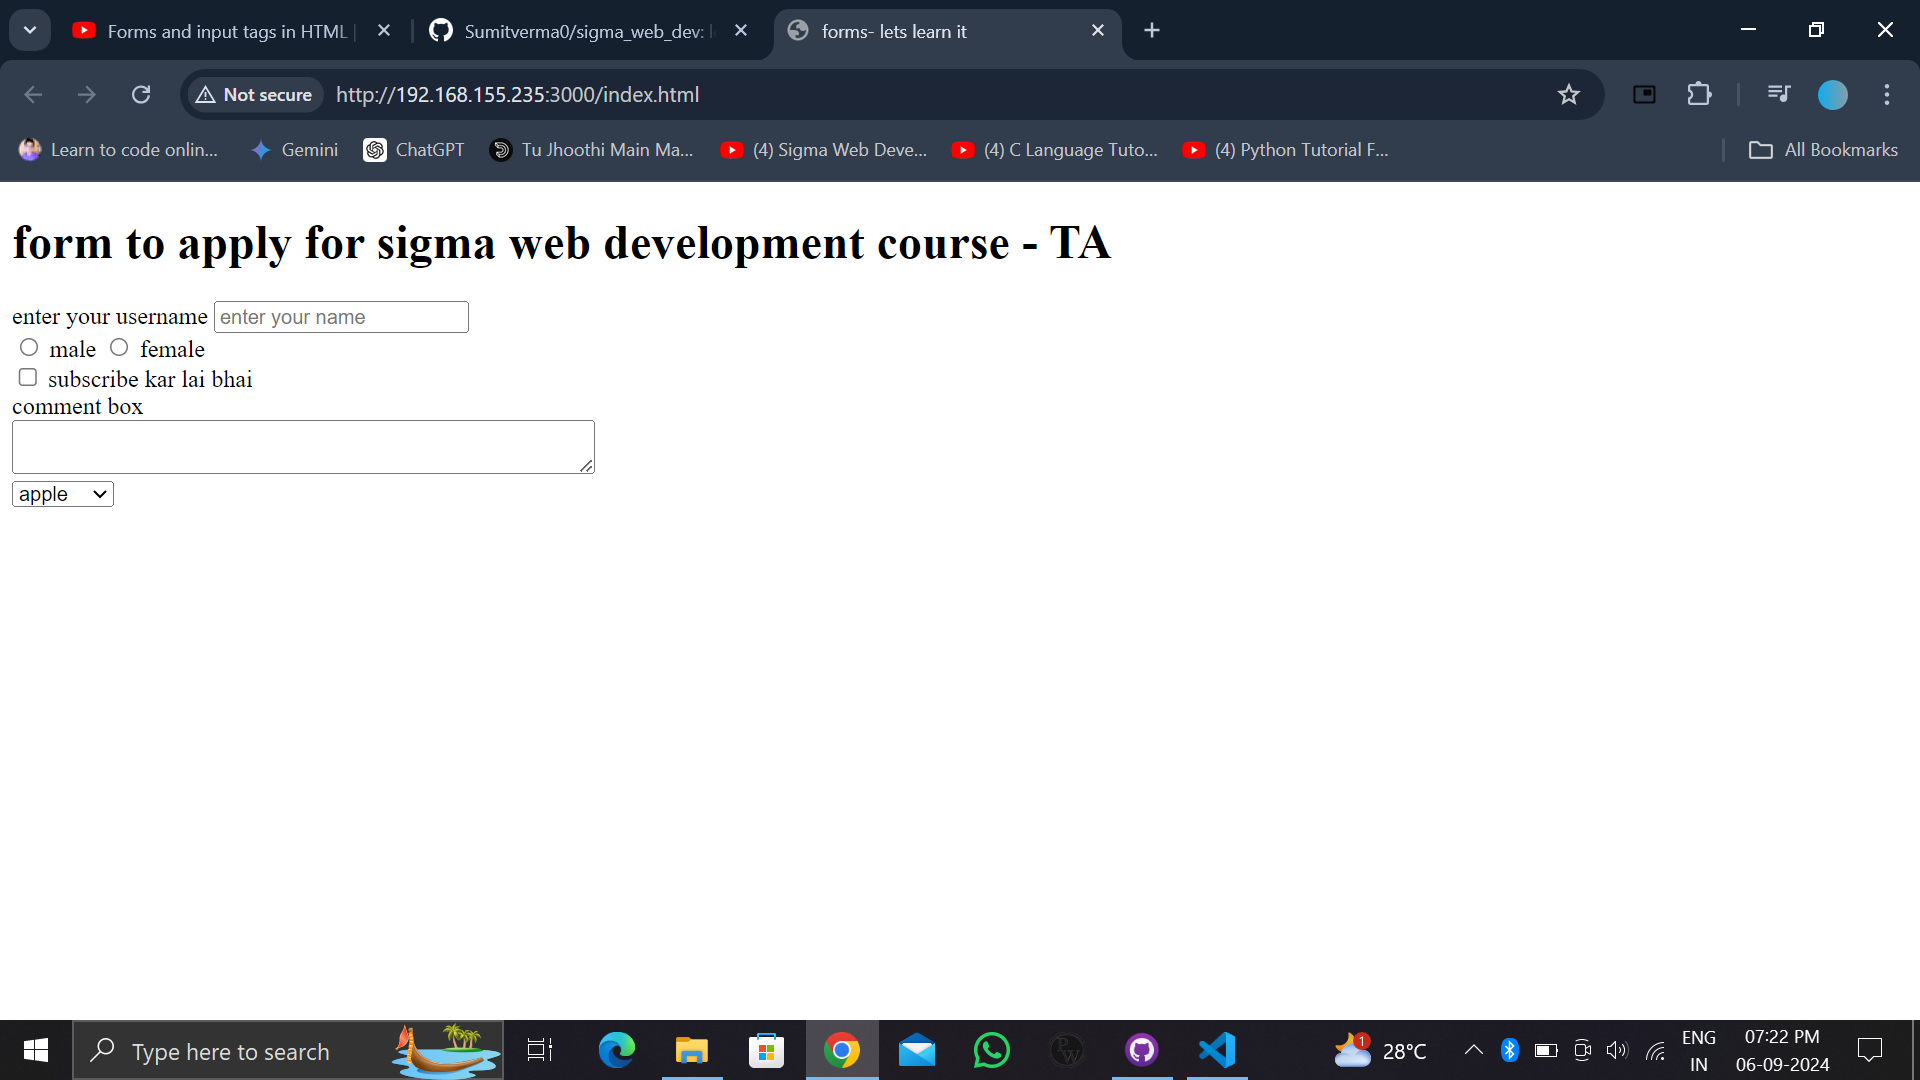 Forms and input tags in HTML |
Sumitverma0/sigma_web_dev:
forms- lets learn it
Not secure
http://192.168.155.235:3000/index.html
Learn to code onlin...
Gemini
ChatGPT
Tu Jhoothi Main Ma...
(4) Sigma Web Deve...
(4) C Language Tuto...
(4) Python Tutorial F...
All Bookmarks
form to apply for sigma web development course - TA
enter your username enter your name
male female
subscribe kar lai bhai
comment box
apple
Type here to search
PW
1
28°C
ENG
IN
07:22 PM
06-09-2024